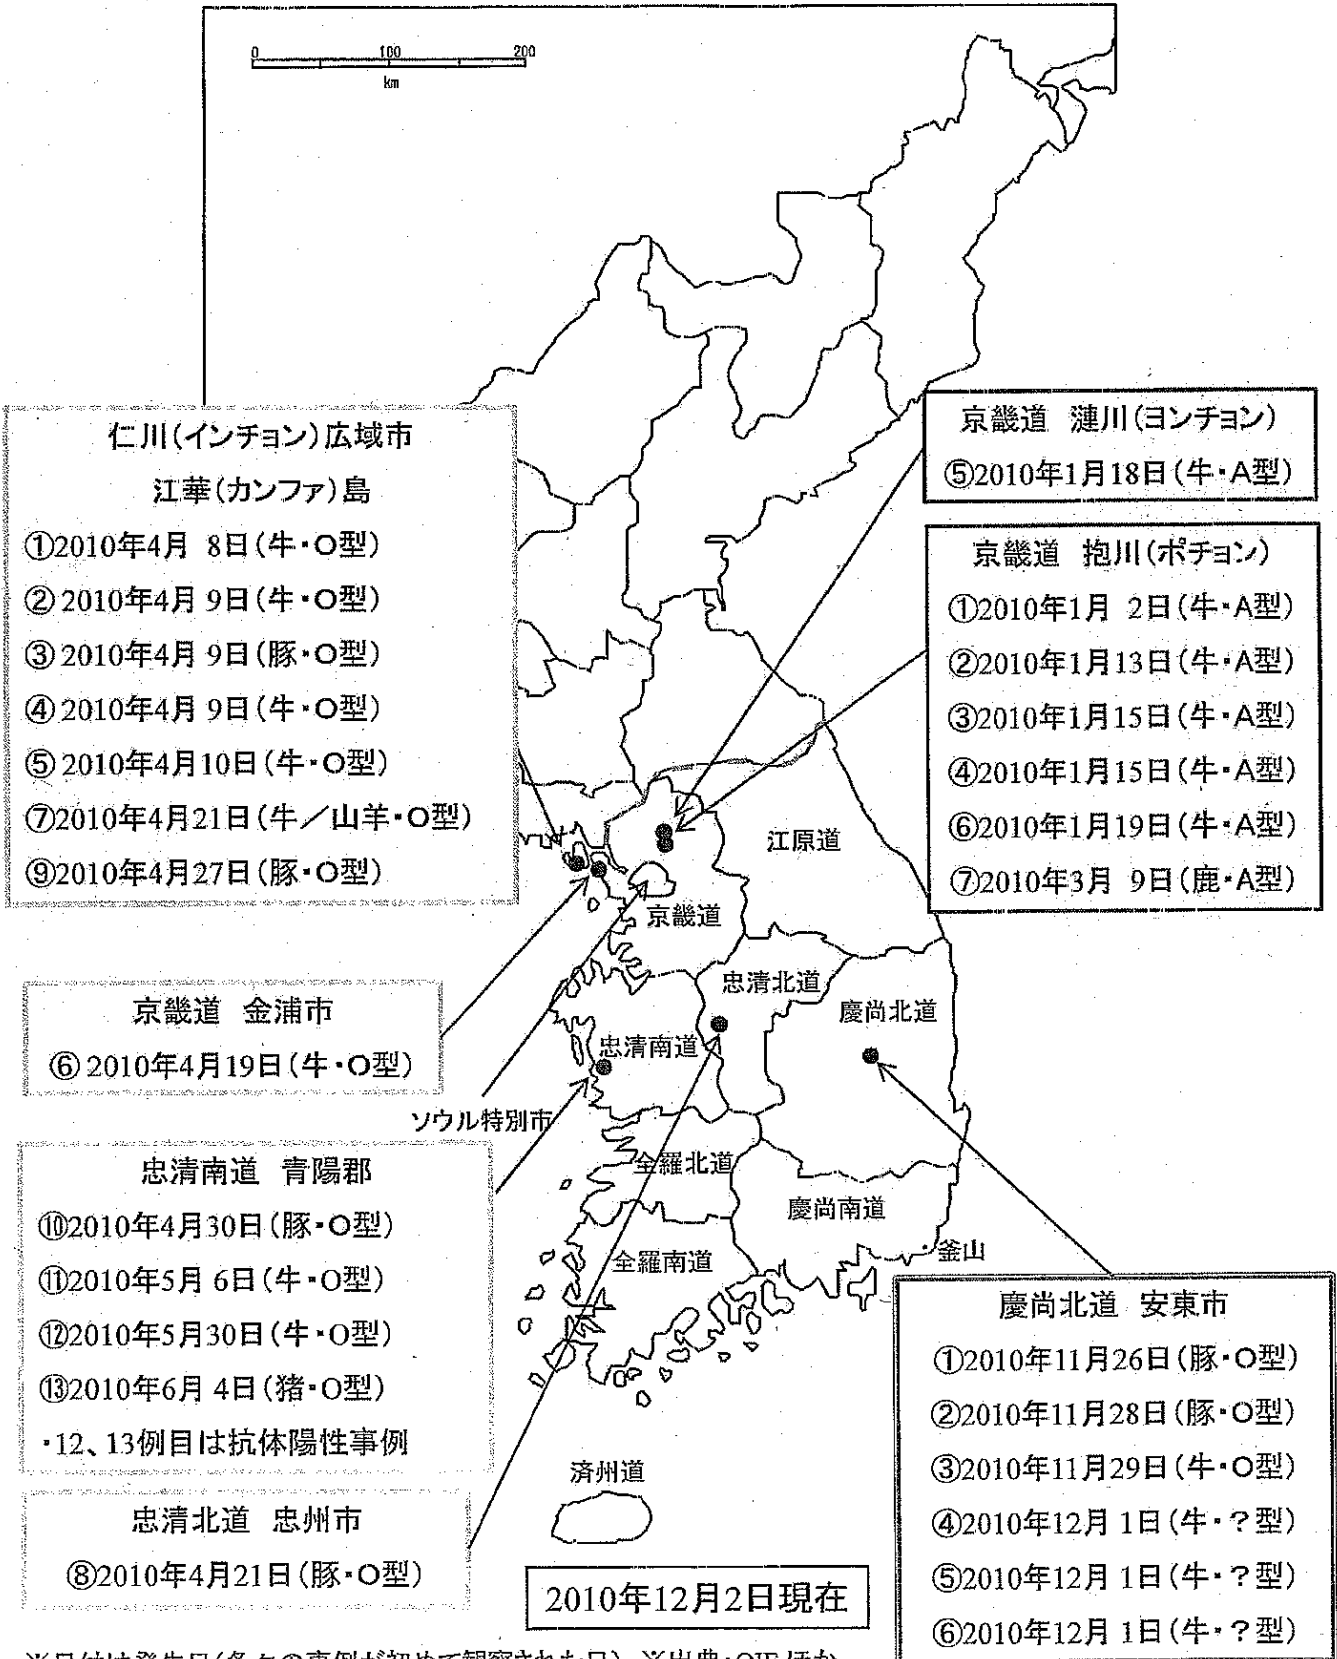 0 100 200
km
仁川(インチョン)広域市
江華(カンファ)島
①2010年4月 8日(牛・O型)
②2010年4月 9日(牛・O型)
③2010年4月 9日(豚・O型)
④2010年4月 9日(牛・O型)
⑤2010年4月10日(牛・O型)
⑦2010年4月21日(牛／山羊・O型)
⑨2010年4月27日(豚・O型)
京畿道 漣川(ヨンチョン)
⑤2010年1月18日(牛・A型)
京畿道 抱川(ポチョン)
①2010年1月 2日(牛・A型)
②2010年1月13日(牛・A型)
③2010年1月15日(牛・A型)
④2010年1月15日(牛・A型)
⑥2010年1月19日(牛・A型)
⑦2010年3月 9日(鹿・A型)
江原道
京畿道
忠清北道
慶尚北道
忠清南道
京畿道 金浦市
⑥2010年4月19日(牛・O型)
ソウル特別市
全羅北道
慶尚南道
全羅南道
釜山
忠清南道 青陽郡
⑩2010年4月30日(豚・O型)
⑪2010年5月 6日(牛・O型)
⑫2010年5月30日(牛・O型)
⑬2010年6月 4日(猪・O型)
・12、13例目は抗体陽性事例
済州道
忠清北道 忠州市
⑧2010年4月21日(豚・O型)
2010年12月2日現在
慶尚北道 安東市
①2010年11月26日(豚・O型)
②2010年11月28日(豚・O型)
③2010年11月29日(牛・O型)
④2010年12月 1日(牛・？型)
⑤2010年12月 1日(牛・？型)
⑥2010年12月 1日(牛・？型)